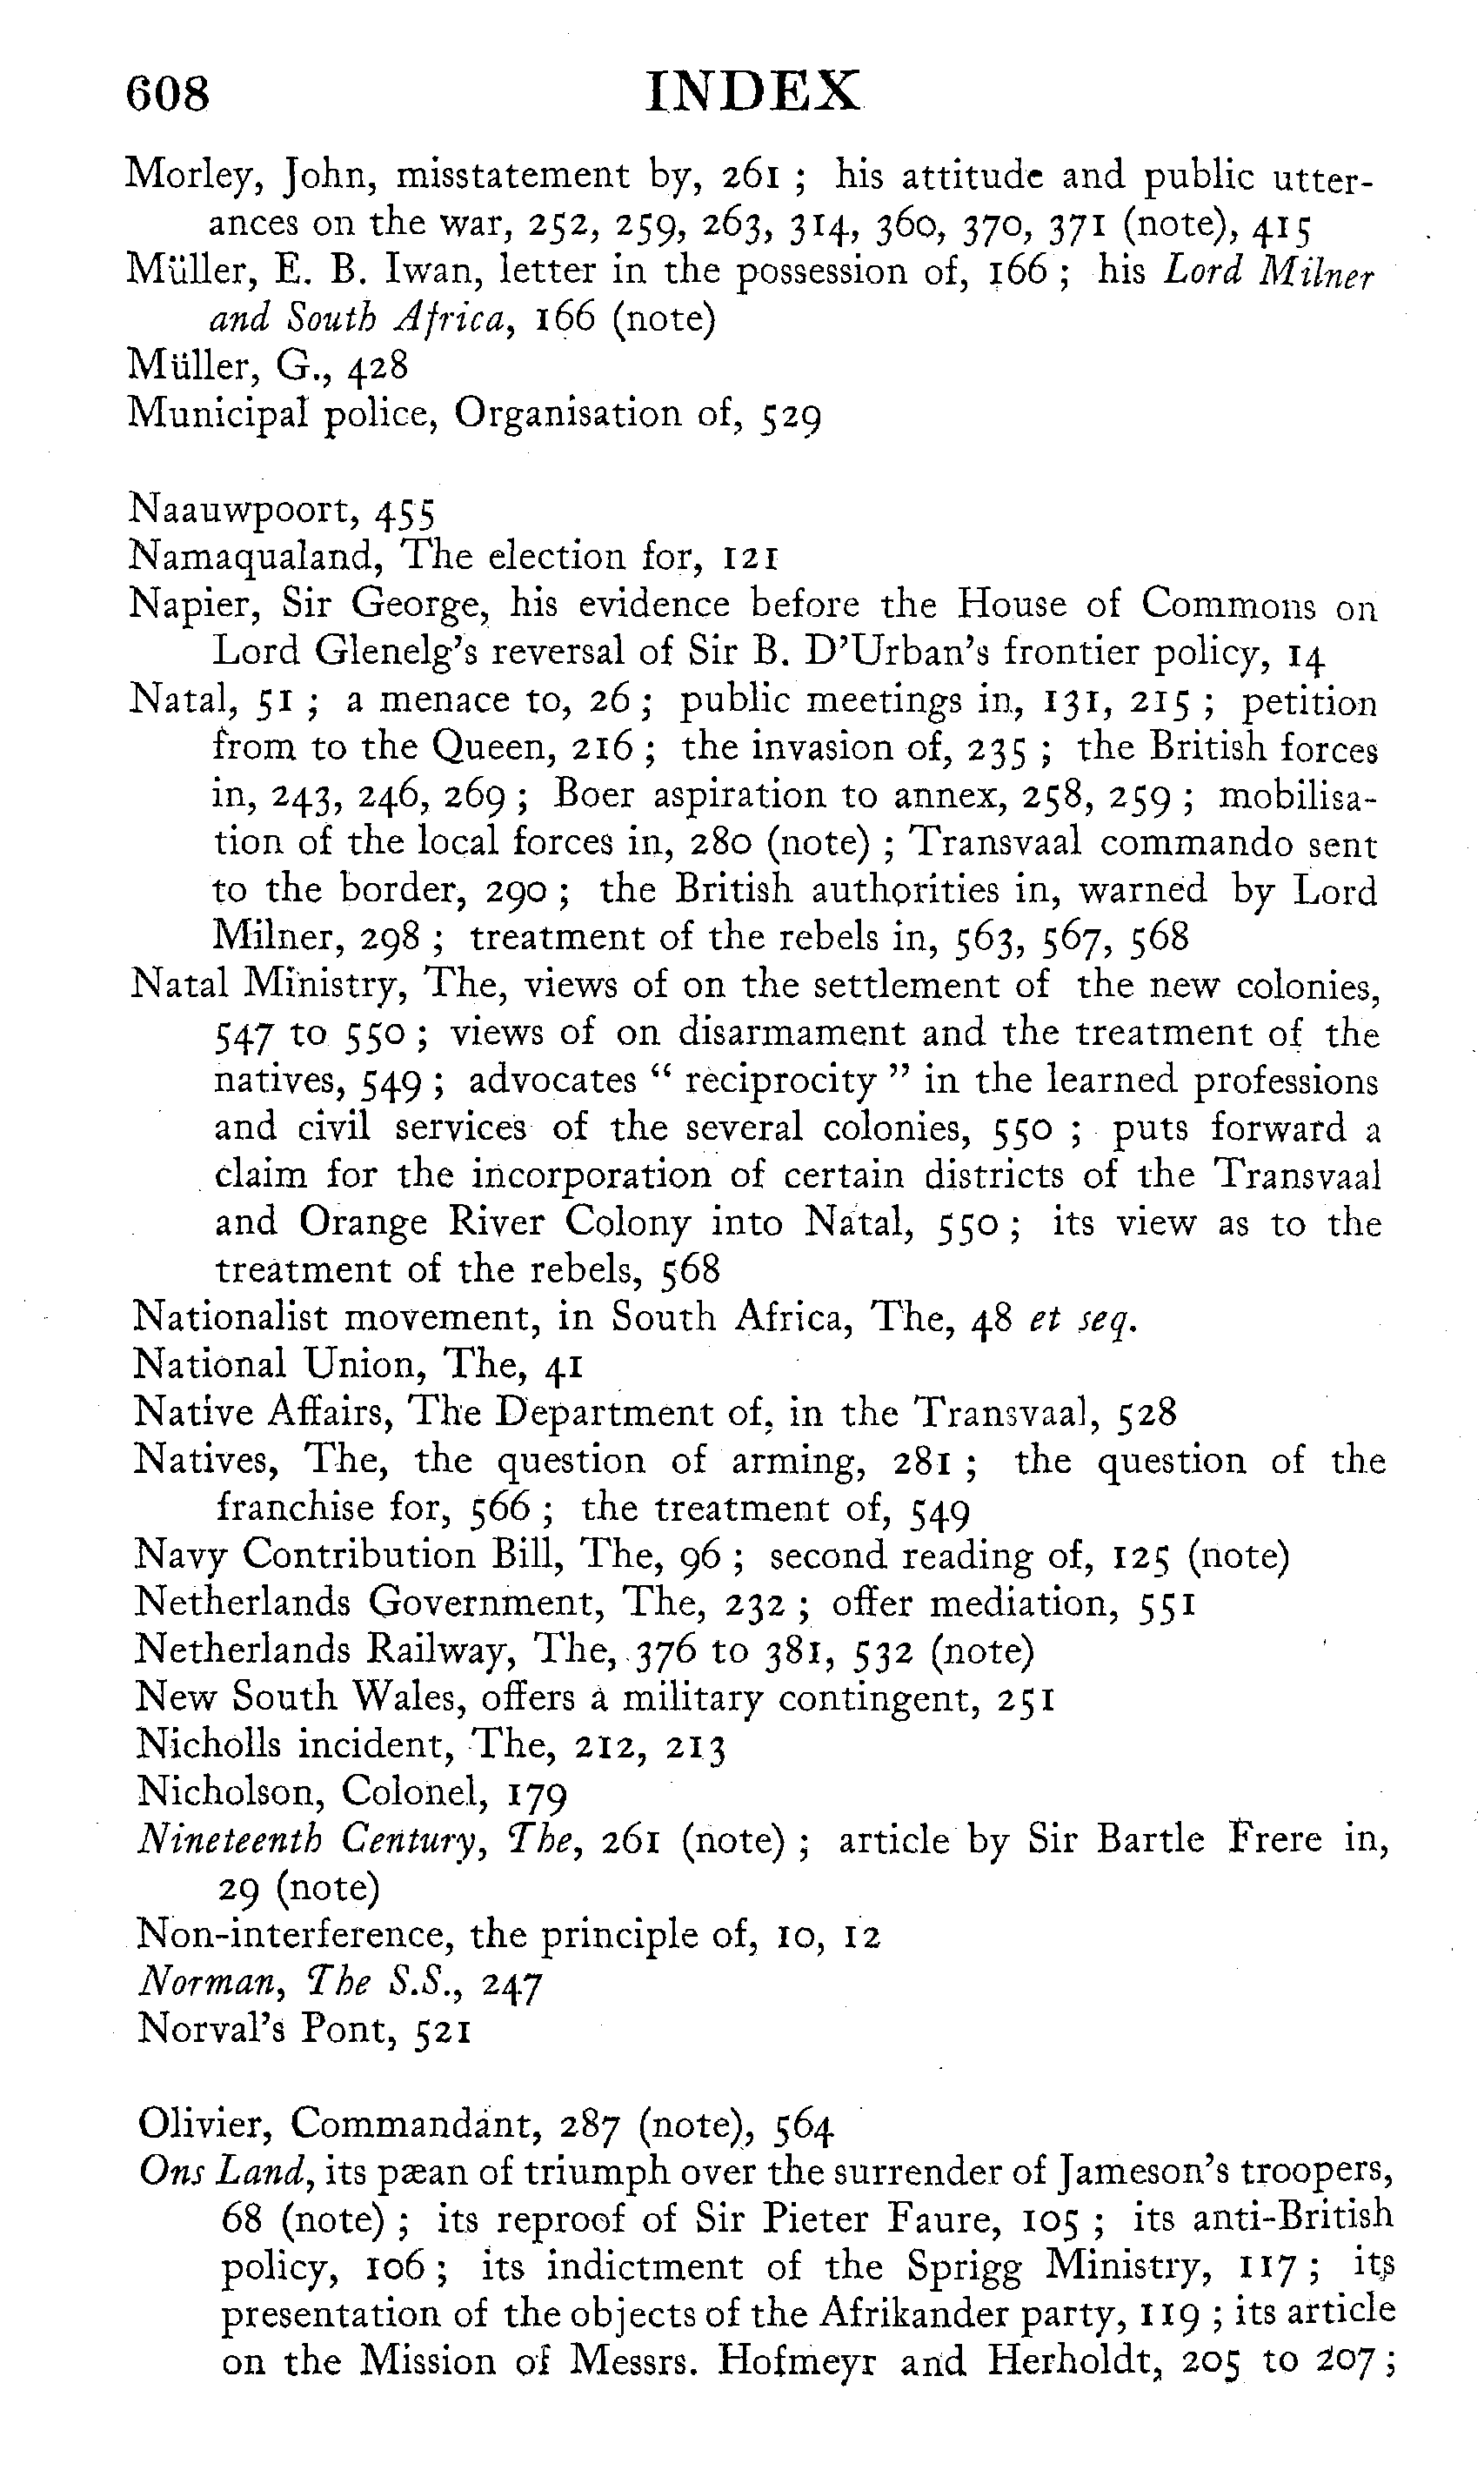 608 INDEX
Morley, John, misstatement by, 261 ; his attitude and public utter-
ances on the war, 252, 259, 263, 314, 360, 370, 371 (note), 415
Müller, E. B. Iwan, letter in the possession of, 166 ; his Lord Milner
and South Africa, 166 (note)
Müller, G., 428
Municipal police, Organisation of, 529
Naauwpoort, 455
Namaqualand, The election for, 121
Napier, Sir George, his evidence before the House of Commons on
Lord Glenelg's reversal of Sir B. D'Urban's frontier policy, 14
Natal, 51 ; a menace to, 26 ; public meetings in, 131, 215 ; petition
from to the Queen, 216 ; the invasion of, 235 ; the British forces
in, 243, 246, 269 ; Boer aspiration to annex, 258, 259 ; mobilisa-
tion of the local forces in, 280 (note) ; Transvaal commando sent
to the border, 290 ; the British authorities in, warned by Lord
Milner, 298 ; treatment of the rebels in, 563, 567, 568
Natal Ministry, The, views of on the settlement of the new colonies,
547 to 550 ; views of on disarmament and the treatment of the
natives, 549 ; advocates “ reciprocity ” in the learned professions
and civil services of the several colonies, 550 ; puts forward a
claim for the incorporation of certain districts of the Transvaal
and Orange River Colony into Natal, 550 ; its view as to the
treatment of the rebels, 568
Nationalist movement, in South Africa, The, 48 et seq.
National Union, The, 41
Native Affairs, The Department of, in the Transvaal, 528
Natives, The, the question of arming, 281 ; the question of the
franchise for, 566 ; the treatment of, 549
Navy Contribution Bill, The, 96 ; second reading of, 125 (note)
Netherlands Government, The, 232 ; offer mediation, 551
Netherlands Railway, The, 376 to 381, 532 (note)
New South Wales, offers a military contingent, 251
Nicholls incident, The, 212, 213
Nicholson, Colonel, 179
Nineteenth Century, The, 261 (note) ; article by Sir Bartle Frere in,
29 (note)
Non-interference, the principle of, 10, 12
Norman, The S.S., 247
Norval's Pont, 521
Olivier, Commandant, 287 (note), 564
Ons Land, its pæan of triumph over the surrender of Jameson's troopers,
68 (note) ; its reproof of Sir Pieter Faure, 105 ; its anti-British
policy, 106 ; its indictment of the Sprigg Ministry, 117 ; its
presentation of the objects of the Afrikander party, 119 ; its article
on the Mission of Messrs. Hofmeyr and Herholdt, 205 to 207 ;